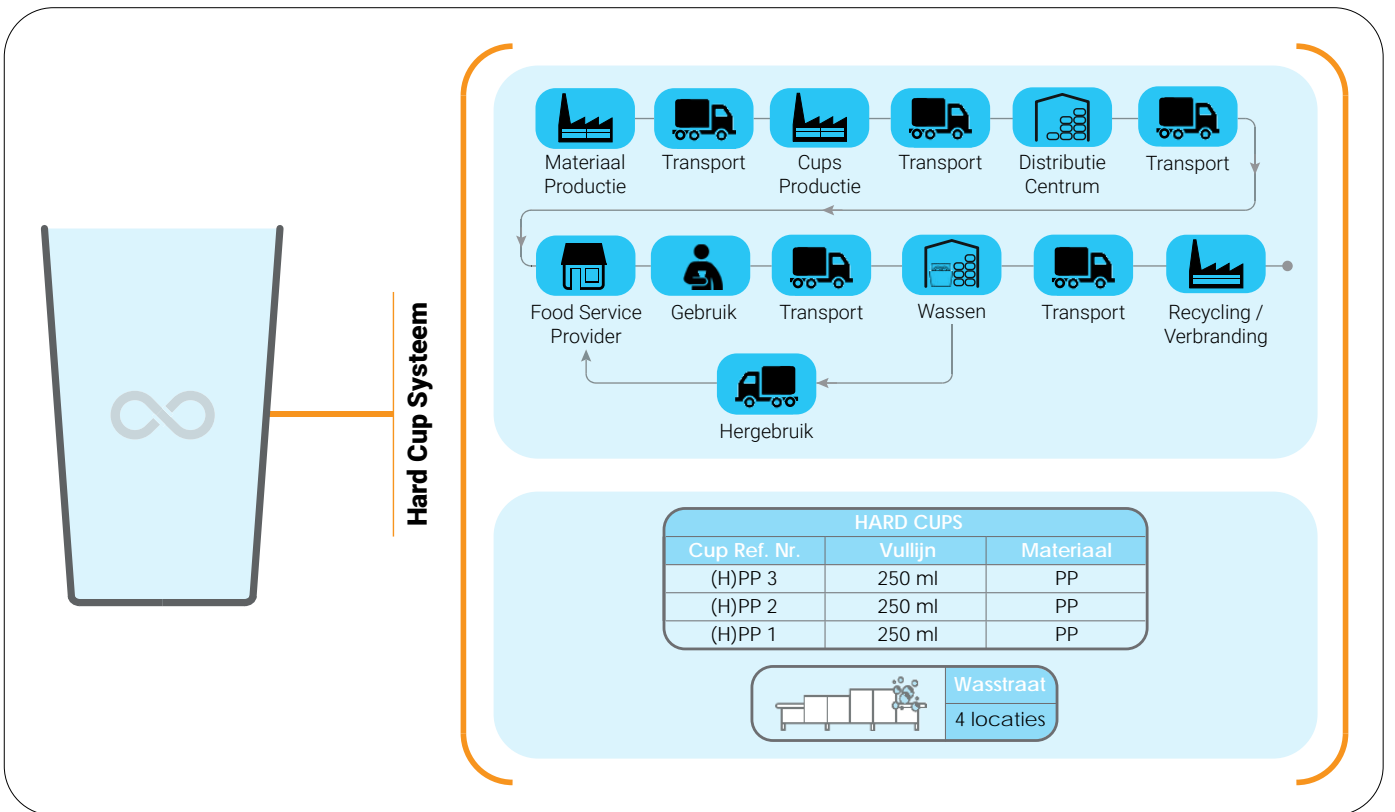 Hard Cup Systeem
Materiaal
Productie
Transport
Cups
Productie
Transport
Distributie
Centrum
Transport
Food Service
Provider
Gebruik
Transport
Wassen
Transport
Recycling /
Verbranding
Hergebruik
HARD CUPS
Cup Ref. Nr. Vullijn Materiaal
(H)PP 3 250 ml PP
(H)PP 2 250 ml PP
(H)PP 1 250 ml PP
Wasstraat
4 locaties